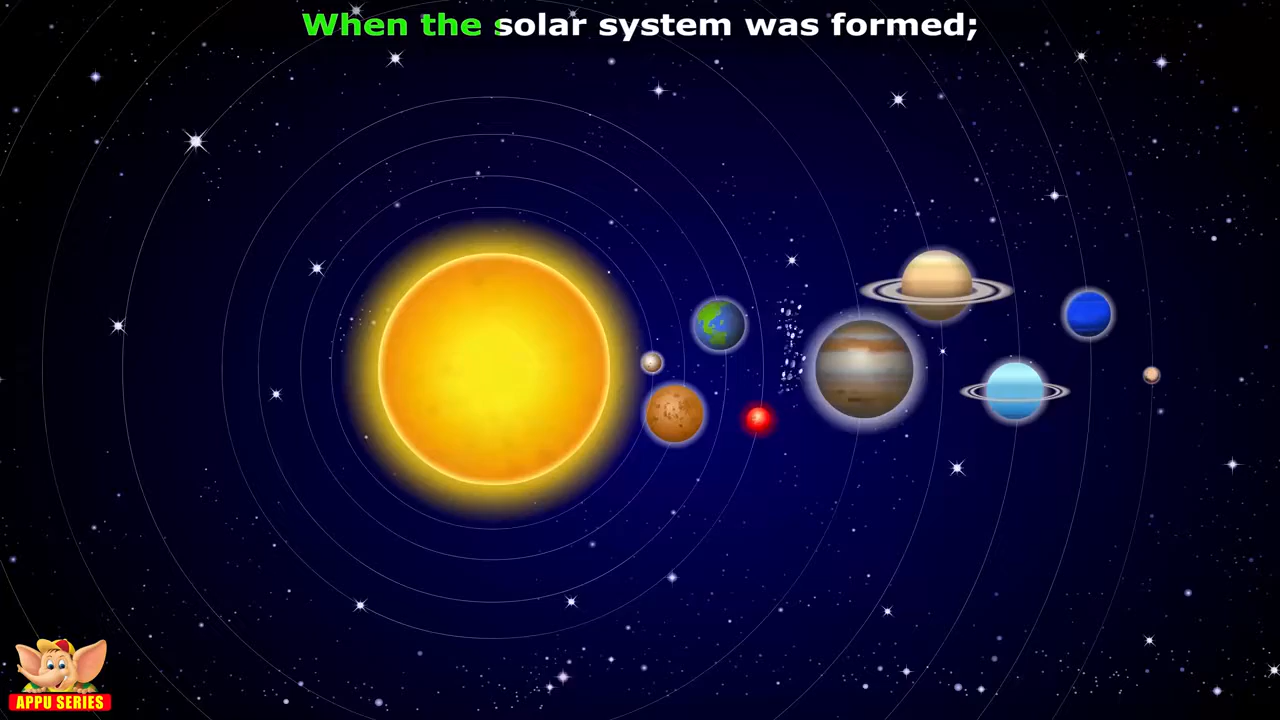 When the solar system was formed;
APPU SERIES